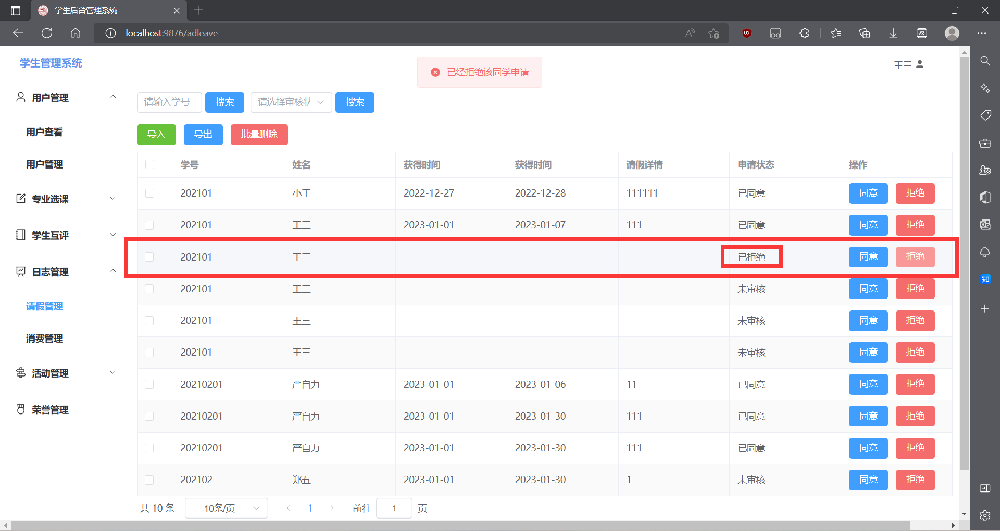 学生后台管理系统
localhost:9876/adleave
学生管理系统
已经拒绝该同学申请
王三
用户管理
用户查看
用户管理
专业选课
学生互评
日志管理
请假管理
消费管理
活动管理
荣誉管理
请输入学号 搜索 请选择审核状 搜索
导入 导出 批量删除
学号 姓名 获得时间 获得时间 请假详情 申请状态 操作
202101 小王 2022-12-27 2022-12-28 111111 已同意 同意 拒绝
202101 王三 2023-01-01 2023-01-07 111 已同意 同意 拒绝
202101 王三 已拒绝 同意 拒绝
202101 王三 未审核 同意 拒绝
202101 王三 未审核 同意 拒绝
202101 王三 未审核 同意 拒绝
20210201 严自力 2023-01-01 2023-01-06 11 已同意 同意 拒绝
20210201 严自力 2023-01-01 2023-01-30 111 已同意 同意 拒绝
20210201 严自力 2023-01-01 2023-01-30 111 已同意 同意 拒绝
202102 郑五 2023-01-01 2023-01-30 1 未审核 同意 拒绝
共 10 条 10条/页 1 前往 1 页
知